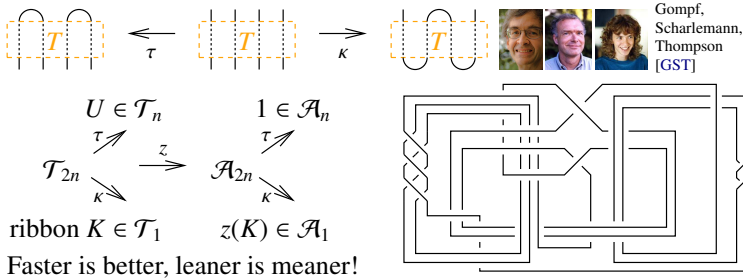 T
τ
T
κ
T
Gompf,
Scharlemann,
Thompson
[GST]
U ∈ 𝒯ₙ
1 ∈ 𝒜ₙ
τ
z
τ
𝒯₂ₙ
𝒜₂ₙ
κ
κ
ribbon K ∈ 𝒯₁
z(K) ∈ 𝒜₁
Faster is better, leaner is meaner!